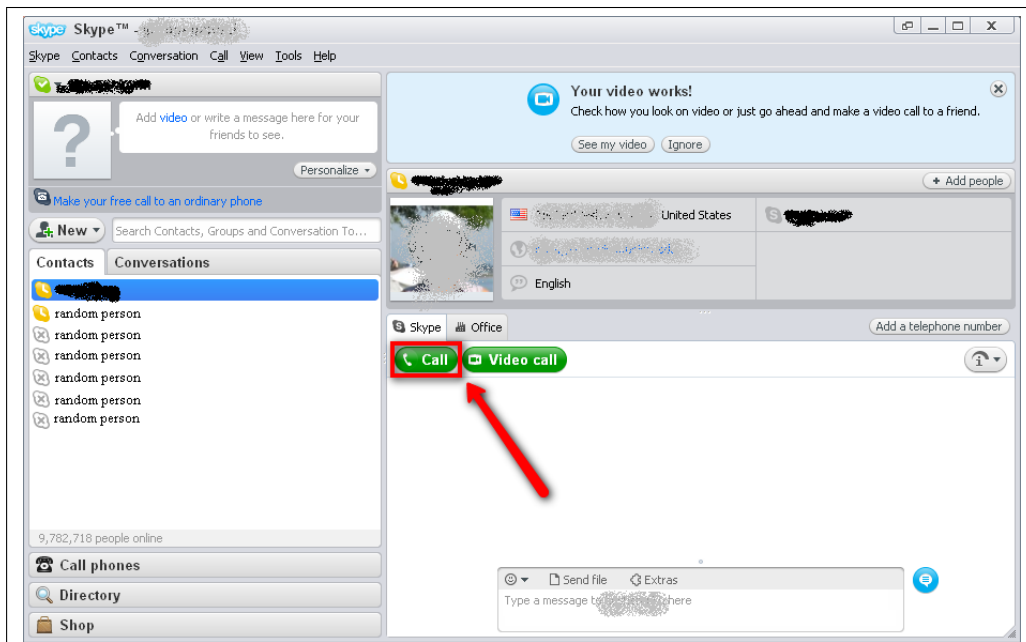 skype Skype™ -
Skype Contacts Conversation Call View Tools Help
Add video or write a message here for your
friends to see.
Personalize
Make your free call to an ordinary phone
New Search Contacts, Groups and Conversation To...
Contacts Conversations
random person
random person
random person
random person
random person
random person
9,782,718 people online
Call phones
Directory
Shop
Your video works!
Check how you look on video or just go ahead and make a video call to a friend.
See my video Ignore
+ Add people
United States
English
Skype Office Add a telephone number
Call Video call
Send file Extras
Type a message to here